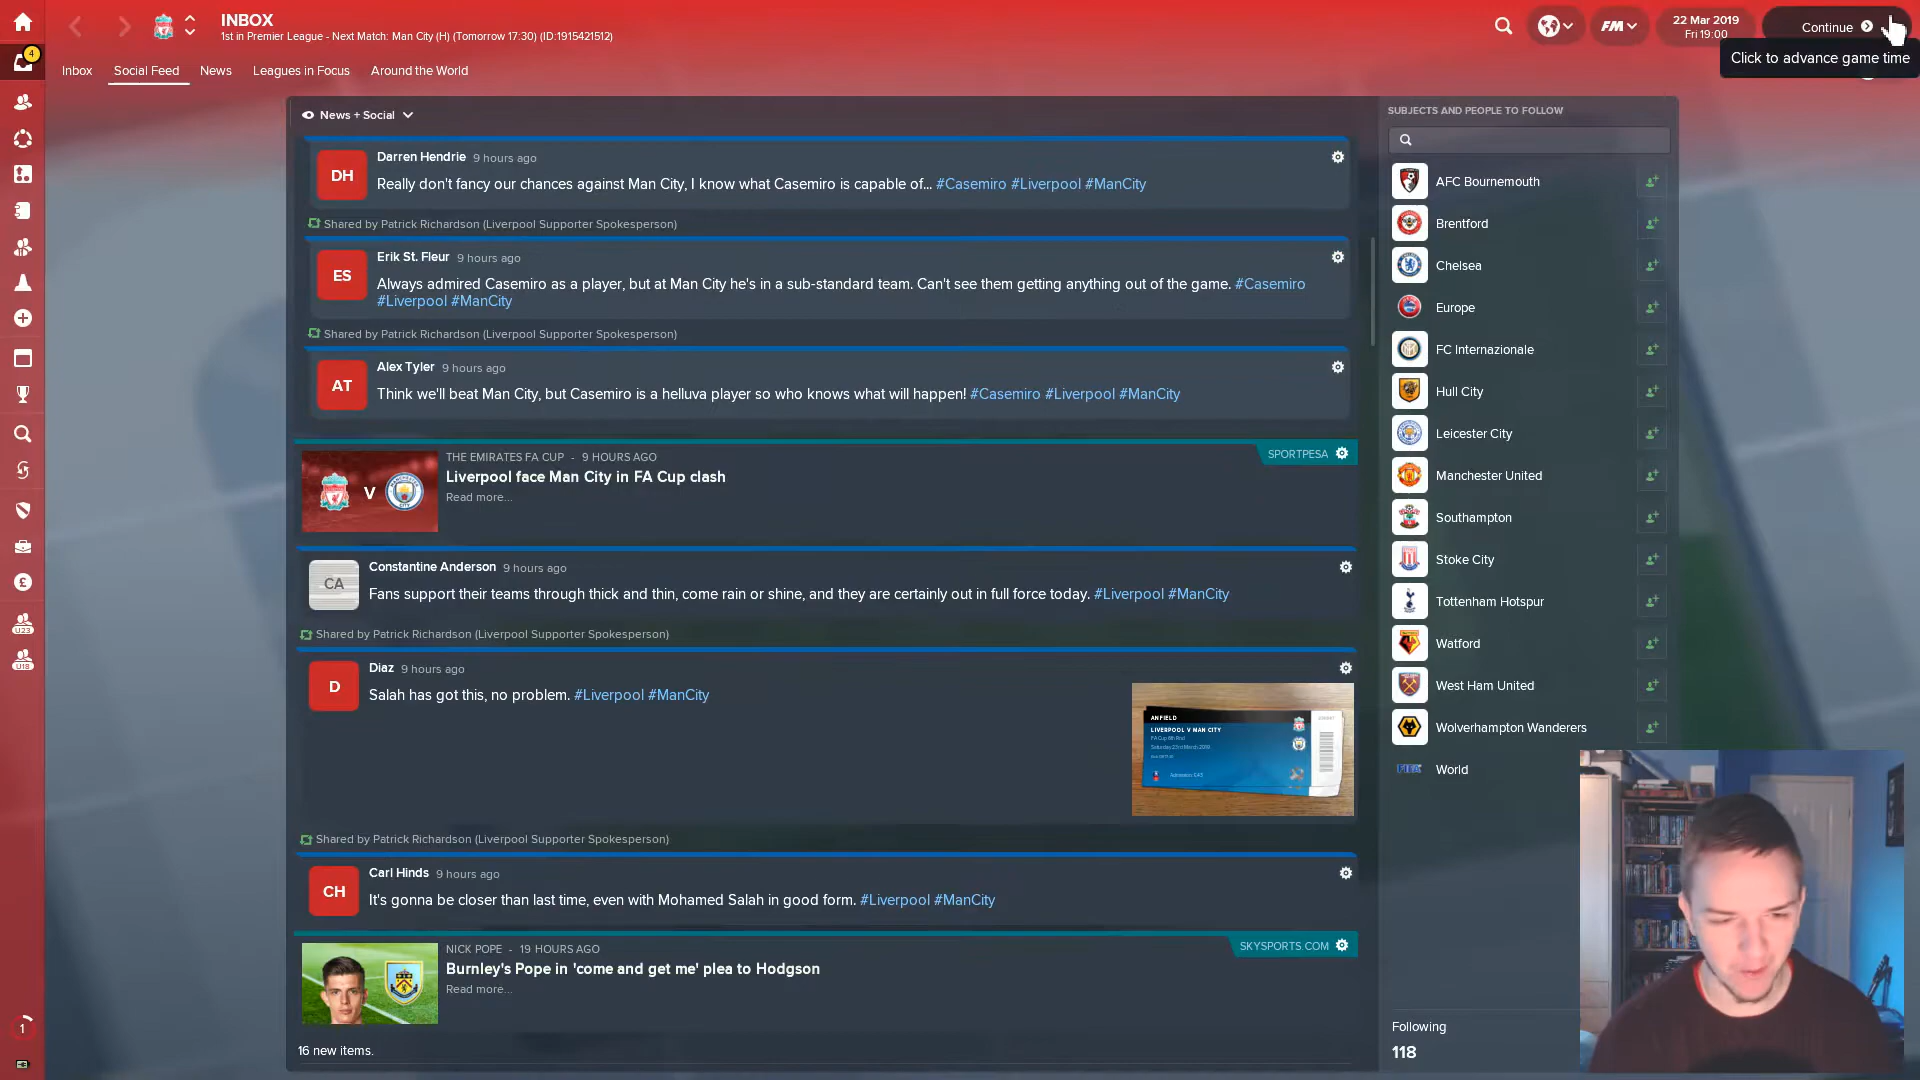 INBOX
1st in Premier League - Next Match: Man City (H) (Tomorrow 17:30) (ID:1915421512)
FM
22 Mar 2019
Fri 19:00
Continue
Click to advance game time
4
Inbox
Social Feed
News
Leagues in Focus
Around the World
News + Social
DH
Darren Hendrie 9 hours ago
Really don't fancy our chances against Man City, I know what Casemiro is capable of... #Casemiro #Liverpool #ManCity
Shared by Patrick Richardson (Liverpool Supporter Spokesperson)
ES
Erik St. Fleur 9 hours ago
Always admired Casemiro as a player, but at Man City he's in a sub-standard team. Can't see them getting anything out of the game. #Casemiro
#Liverpool #ManCity
Shared by Patrick Richardson (Liverpool Supporter Spokesperson)
AT
Alex Tyler 9 hours ago
Think we'll beat Man City, but Casemiro is a helluva player so who knows what will happen! #Casemiro #Liverpool #ManCity
THE EMIRATES FA CUP - 9 HOURS AGO
SPORTPESA
V
Liverpool face Man City in FA Cup clash
Read more...
CA
Constantine Anderson 9 hours ago
Fans support their teams through thick and thin, come rain or shine, and they are certainly out in full force today. #Liverpool #ManCity
Shared by Patrick Richardson (Liverpool Supporter Spokesperson)
D
Diaz 9 hours ago
Salah has got this, no problem. #Liverpool #ManCity
ANFIELD
LIVERPOOL V MAN CITY
Shared by Patrick Richardson (Liverpool Supporter Spokesperson)
CH
Carl Hinds 9 hours ago
It's gonna be closer than last time, even with Mohamed Salah in good form. #Liverpool #ManCity
NICK POPE - 19 HOURS AGO
SKYSPORTS.COM
Burnley's Pope in 'come and get me' plea to Hodgson
Read more...
16 new items.
SUBJECTS AND PEOPLE TO FOLLOW
AFC Bournemouth
Brentford
Chelsea
Europe
FC Internazionale
Hull City
Leicester City
Manchester United
Southampton
Stoke City
Tottenham Hotspur
Watford
West Ham United
Wolverhampton Wanderers
FIFA
World
Following
118
U23
U18
1